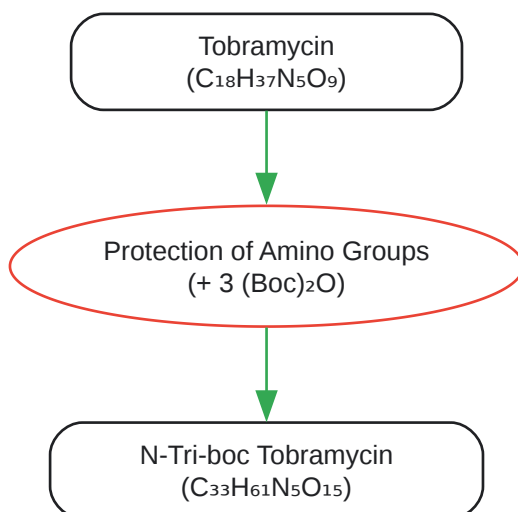 Tobramycin
(C₁₈H₃₇N₅O₉)
Protection of Amino Groups
(+ 3 (Boc)₂O)
N-Tri-boc Tobramycin
(C₃₃H₆₁N₅O₁₅)